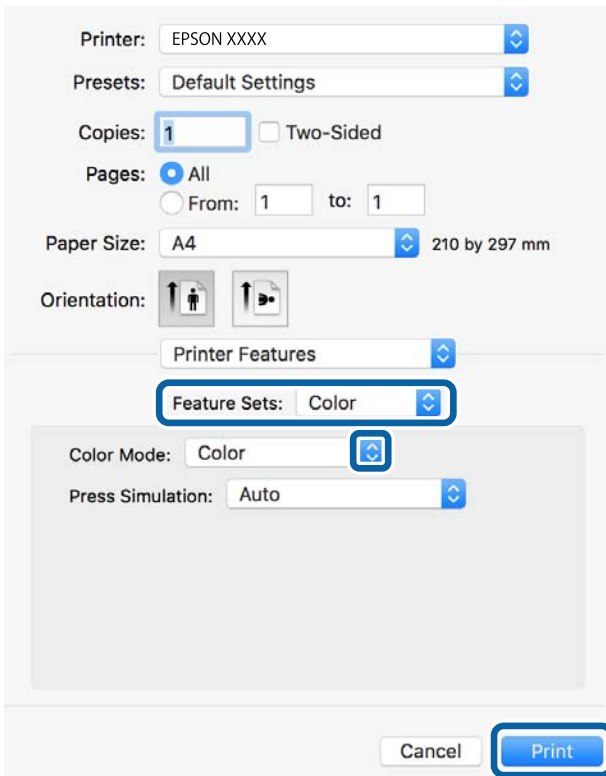 Printer: EPSON XXXX
Presets: Default Settings
Copies: 1 Two-Sided
Pages: All
From: 1 to: 1
Paper Size: A4 210 by 297 mm
Orientation:
Printer Features
Feature Sets: Color
Color Mode: Color
Press Simulation: Auto
Cancel Print